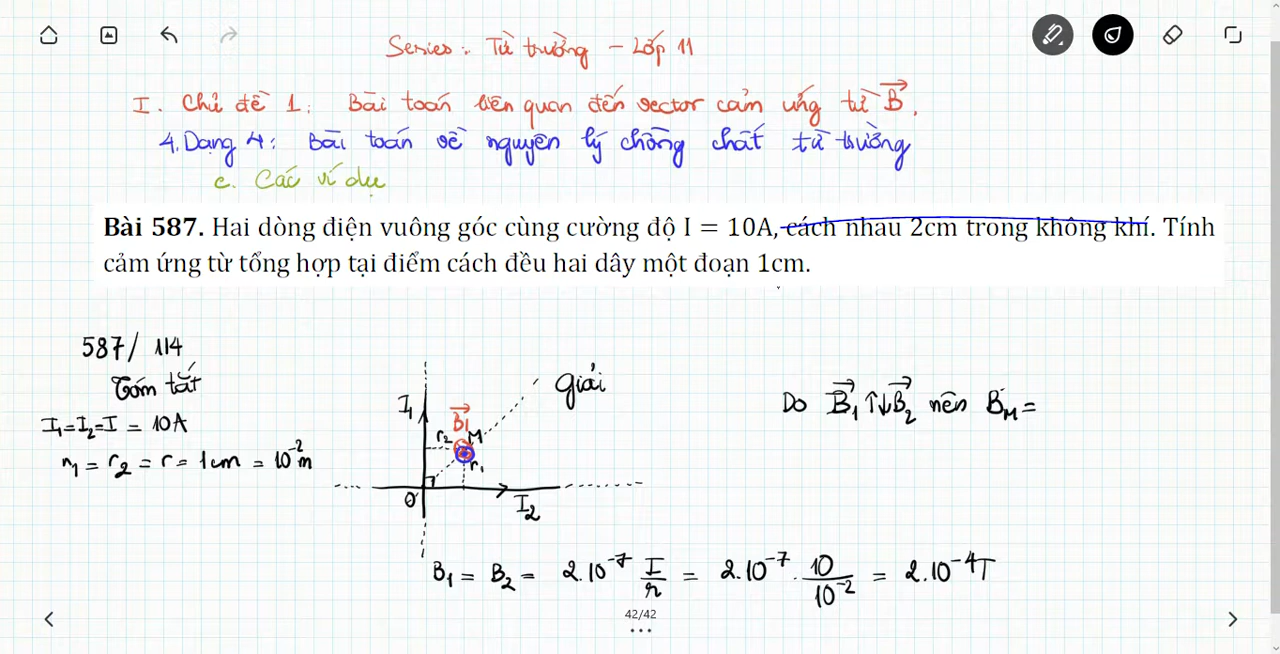 Series: Từ trường - Lớp 11
I. Chủ đề 1: Bài toán liên quan đến vector cảm ứng từ B⃗.
4. Dạng 4: Bài toán về nguyên lý chồng chất từ trường
c. Các ví dụ
Bài 587. Hai dòng điện vuông góc cùng cường độ I = 10A, cách nhau 2cm trong không khí. Tính
cảm ứng từ tổng hợp tại điểm cách đều hai dây một đoạn 1cm.
587/114
Tóm tắt
I₁=I₂=I = 10A
r₁ = r₂ = r = 1cm = 10⁻² m
Giải
I₁
B⃗₁
r₂ M
r₁
O
I₂
Do B⃗₁ ↑↓ B⃗₂ nên B_M =
B₁ = B₂ = 2.10⁻⁷ I/r = 2.10⁻⁷ . 10/10⁻² = 2.10⁻⁴T
42/42